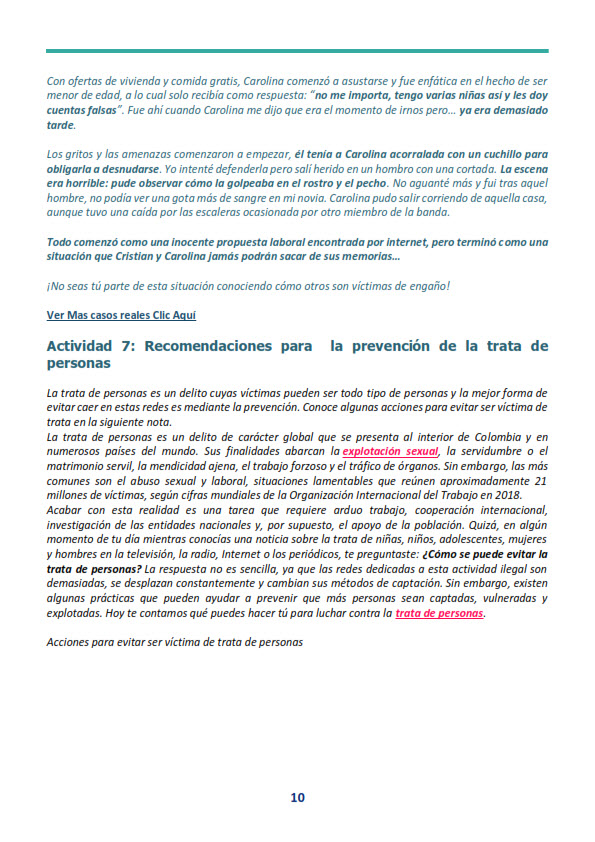 Con ofertas de vivienda y comida gratis, Carolina comenzó a asustarse y fue enfática en el hecho de ser
menor de edad, a lo cual solo recibía como respuesta: “no me importa, tengo varias niñas así y les doy
cuentas falsas”. Fue ahí cuando Carolina me dijo que era el momento de irnos pero… ya era demasiado
tarde.
Los gritos y las amenazas comenzaron a empezar, él tenía a Carolina acorralada con un cuchillo para
obligarla a desnudarse. Yo intenté defenderla pero salí herido en un hombro con una cortada. La escena
era horrible: pude observar cómo la golpeaba en el rostro y el pecho. No aguanté más y fui tras aquel
hombre, no podía ver una gota más de sangre en mi novia. Carolina pudo salir corriendo de aquella casa,
aunque tuvo una caída por las escaleras ocasionada por otro miembro de la banda.
Todo comenzó como una inocente propuesta laboral encontrada por internet, pero terminó como una
situación que Cristian y Carolina jamás podrán sacar de sus memorias…
¡No seas tú parte de esta situación conociendo cómo otros son víctimas de engaño!
Ver Mas casos reales Clic Aquí
Actividad 7: Recomendaciones para la prevención de la trata de
personas
La trata de personas es un delito cuyas víctimas pueden ser todo tipo de personas y la mejor forma de
evitar caer en estas redes es mediante la prevención. Conoce algunas acciones para evitar ser víctima de
trata en la siguiente nota.
La trata de personas es un delito de carácter global que se presenta al interior de Colombia y en
numerosos países del mundo. Sus finalidades abarcan la explotación sexual, la servidumbre o el
matrimonio servil, la mendicidad ajena, el trabajo forzoso y el tráfico de órganos. Sin embargo, las más
comunes son el abuso sexual y laboral, situaciones lamentables que reúnen aproximadamente 21
millones de víctimas, según cifras mundiales de la Organización Internacional del Trabajo en 2018.
Acabar con esta realidad es una tarea que requiere arduo trabajo, cooperación internacional,
investigación de las entidades nacionales y, por supuesto, el apoyo de la población. Quizá, en algún
momento de tu día mientras conocías una noticia sobre la trata de niñas, niños, adolescentes, mujeres
y hombres en la televisión, la radio, Internet o los periódicos, te preguntaste: ¿Cómo se puede evitar la
trata de personas? La respuesta no es sencilla, ya que las redes dedicadas a esta actividad ilegal son
demasiadas, se desplazan constantemente y cambian sus métodos de captación. Sin embargo, existen
algunas prácticas que pueden ayudar a prevenir que más personas sean captadas, vulneradas y
explotadas. Hoy te contamos qué puedes hacer tú para luchar contra la trata de personas.
Acciones para evitar ser víctima de trata de personas
10